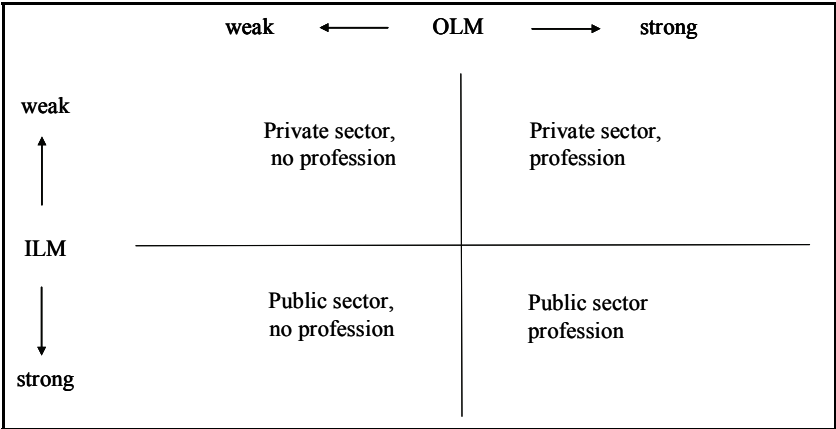 weak OLM strong
weak
Private sector,
no profession
Private sector,
profession
ILM
Public sector,
no profession
Public sector
profession
strong